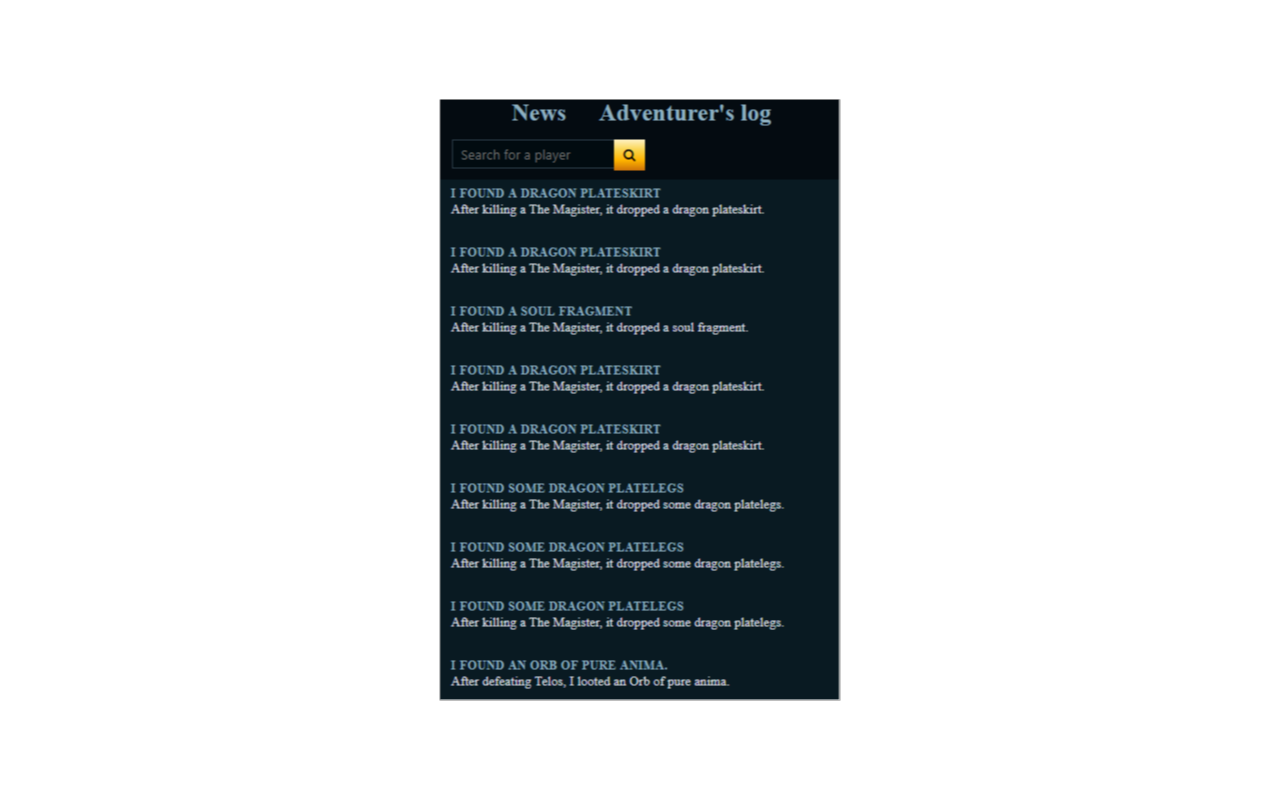 News Adventurer's log
Search for a player
I FOUND A DRAGON PLATESKIRT
After killing a The Magister, it dropped a dragon plateskirt.
I FOUND A DRAGON PLATESKIRT
After killing a The Magister, it dropped a dragon plateskirt.
I FOUND A SOUL FRAGMENT
After killing a The Magister, it dropped a soul fragment.
I FOUND A DRAGON PLATESKIRT
After killing a The Magister, it dropped a dragon plateskirt.
I FOUND A DRAGON PLATESKIRT
After killing a The Magister, it dropped a dragon plateskirt.
I FOUND SOME DRAGON PLATELEGS
After killing a The Magister, it dropped some dragon platelegs.
I FOUND SOME DRAGON PLATELEGS
After killing a The Magister, it dropped some dragon platelegs.
I FOUND SOME DRAGON PLATELEGS
After killing a The Magister, it dropped some dragon platelegs.
I FOUND AN ORB OF PURE ANIMA.
After defeating Telos, I looted an Orb of pure anima.